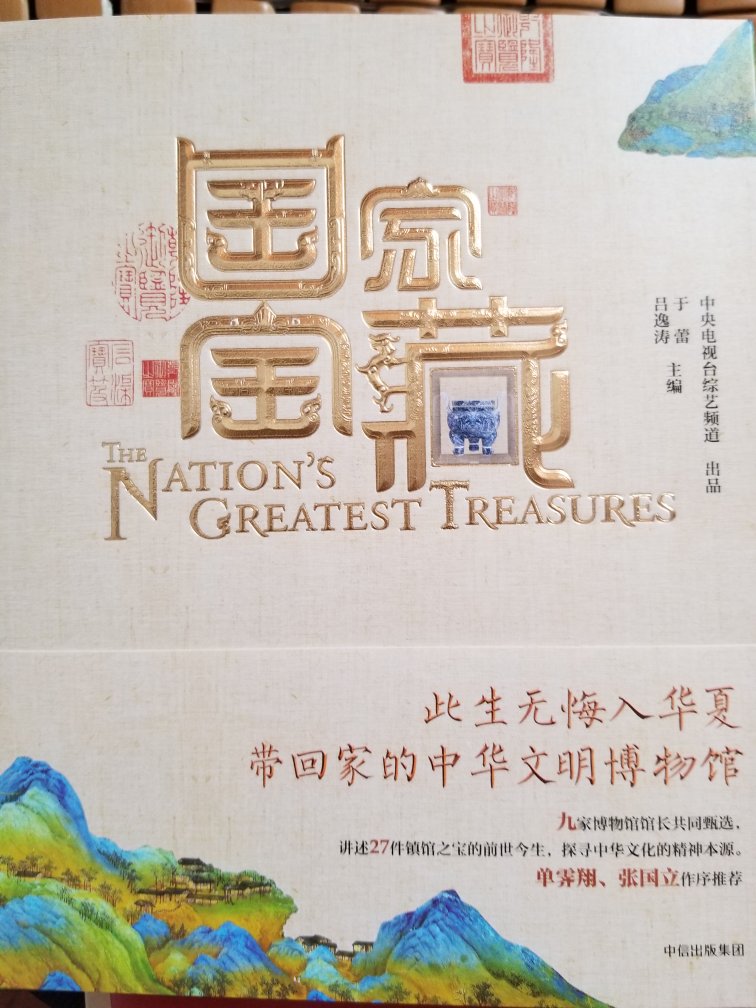 国家
宝藏
THE
NATION'S
GREATEST TREASURES
中央电视台综艺频道 出品
于蕾
吕逸涛 主编
此生无悔入华夏
带回家的中华文明博物馆
九家博物馆馆长共同甄选,
讲述27件镇馆之宝的前世今生,探寻中华文化的精神本源。
单霁翔、张国立作序推荐
中信出版集团